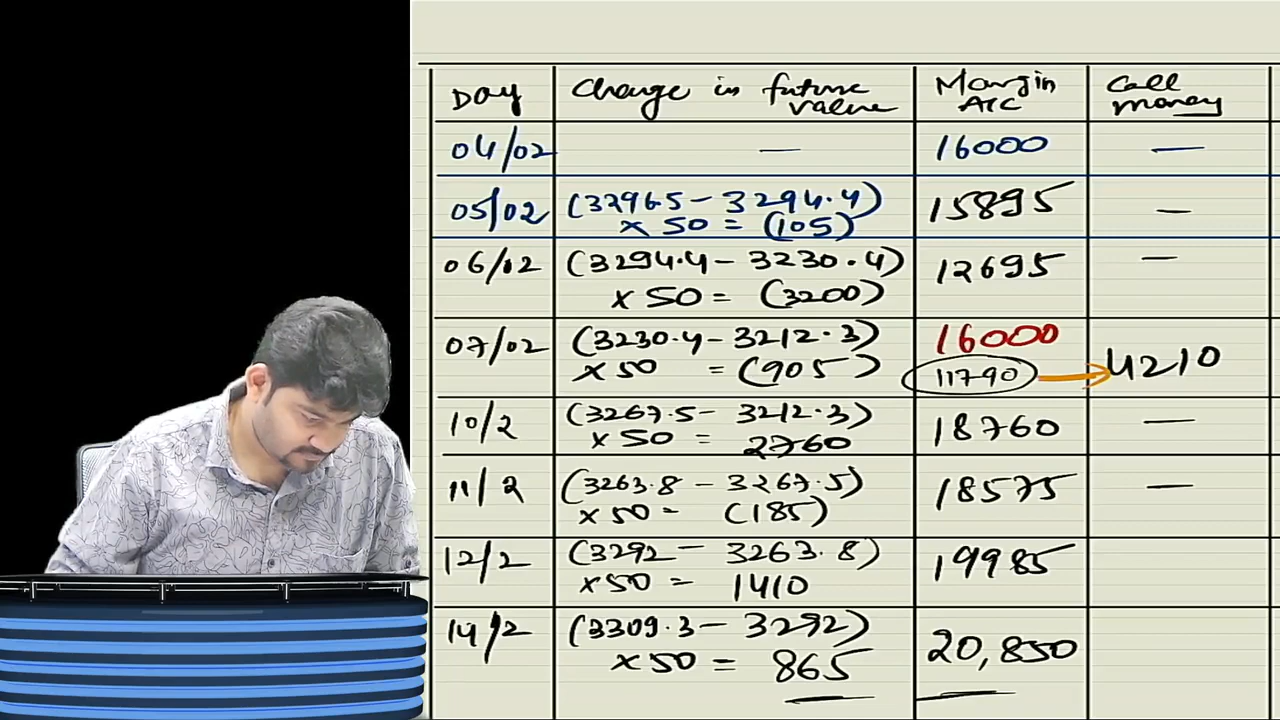 Day Change in future value Margin A/C Call money
04/02 — 16000 —
05/02 (3296.5 - 3294.4) x 50 = (105) 15895 —
06/02 (3294.4 - 3230.4) x 50 = (3200) 12695 —
07/02 (3230.4 - 3212.3) x 50 = (905) 16000 11790 → 4210
10/2 (3267.5 - 3212.3) x 50 = 2760 18760 —
11/2 (3263.8 - 3267.5) x 50 = (185) 18575 —
12/2 (3292 - 3263.8) x 50 = 1410 19985
14/2 (3309.3 - 3292) x 50 = 865 20,850